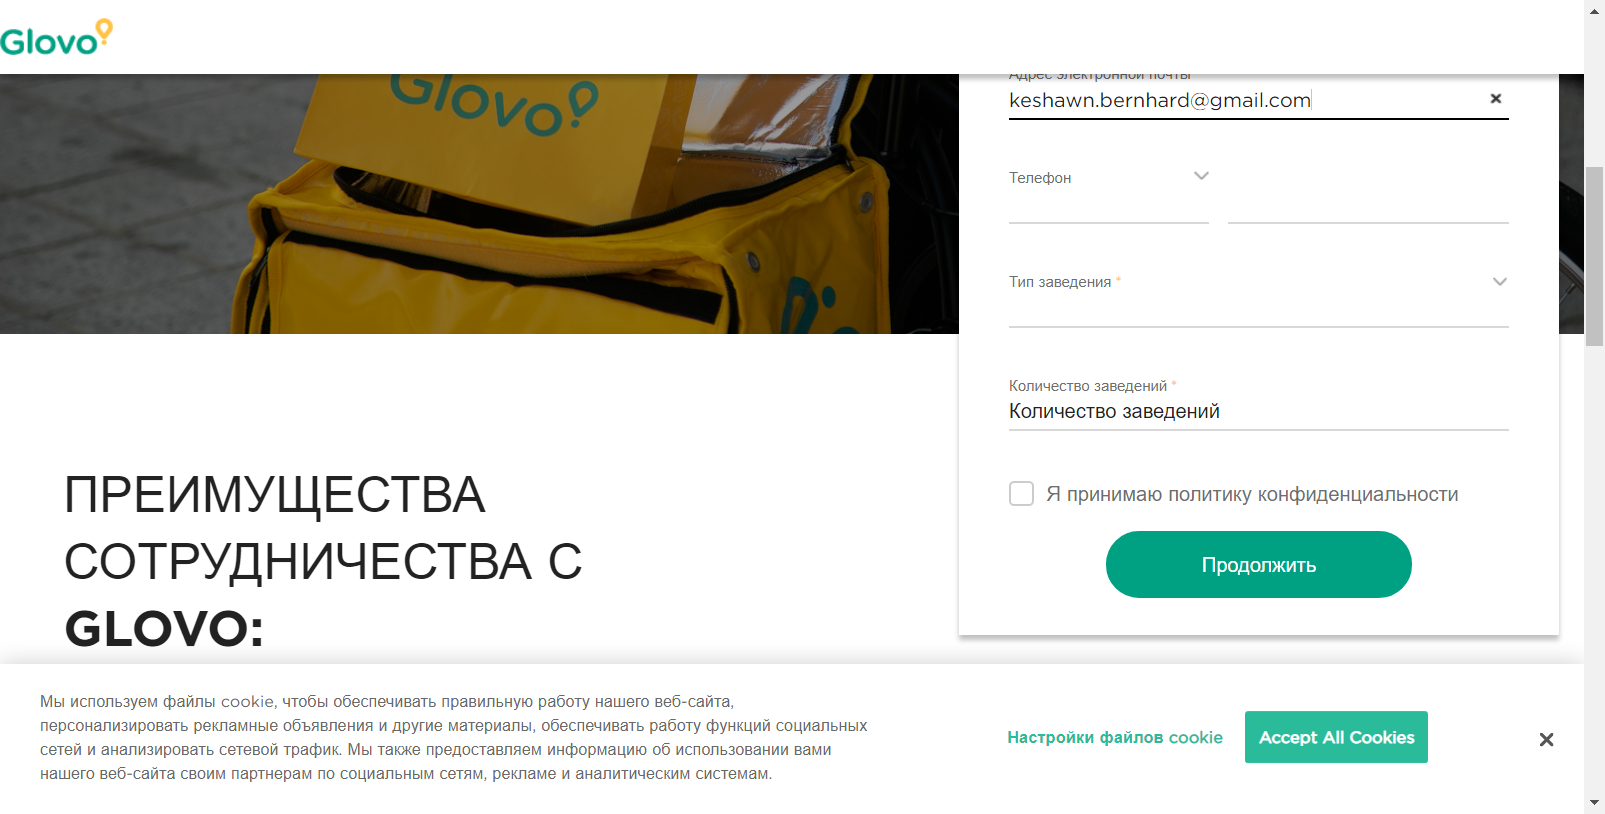 Glovo
Glovo
Адрес электронной почты
keshawn.bernhard@gmail.com
Телефон
Тип заведения *
Количество заведений *
Количество заведений
Я принимаю политику конфиденциальности
Продолжить
ПРЕИМУЩЕСТВА
СОТРУДНИЧЕСТВА С
GLOVO:
Мы используем файлы cookie, чтобы обеспечивать правильную работу нашего веб-сайта,
персонализировать рекламные объявления и другие материалы, обеспечивать работу функций социальных
сетей и анализировать сетевой трафик. Мы также предоставляем информацию об использовании вами
нашего веб-сайта своим партнерам по социальным сетям, рекламе и аналитическим системам.
Настройки файлов cookie
Accept All Cookies